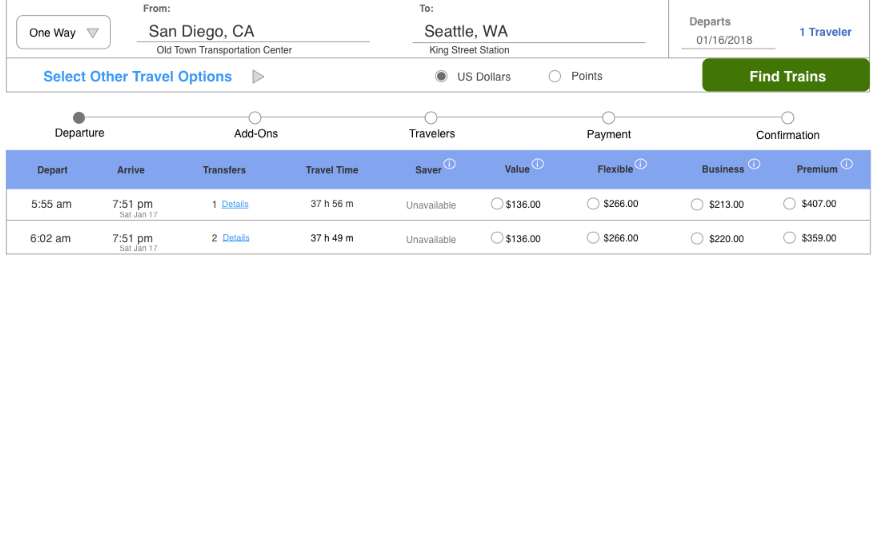 From: To:
One Way San Diego, CA Seattle, WA Departs 1 Traveler
Old Town Transportation Center King Street Station 01/16/2018
Select Other Travel Options US Dollars Points Find Trains
Departure Add-Ons Travelers Payment Confirmation
Depart Arrive Transfers Travel Time Saver Value Flexible Business Premium
5:55 am 7:51 pm 1 Details 37 h 56 m Unavailable $136.00 $266.00 $213.00 $407.00
Sat Jan 17
6:02 am 7:51 pm 2 Details 37 h 49 m Unavailable $136.00 $266.00 $220.00 $359.00
Sat Jan 17